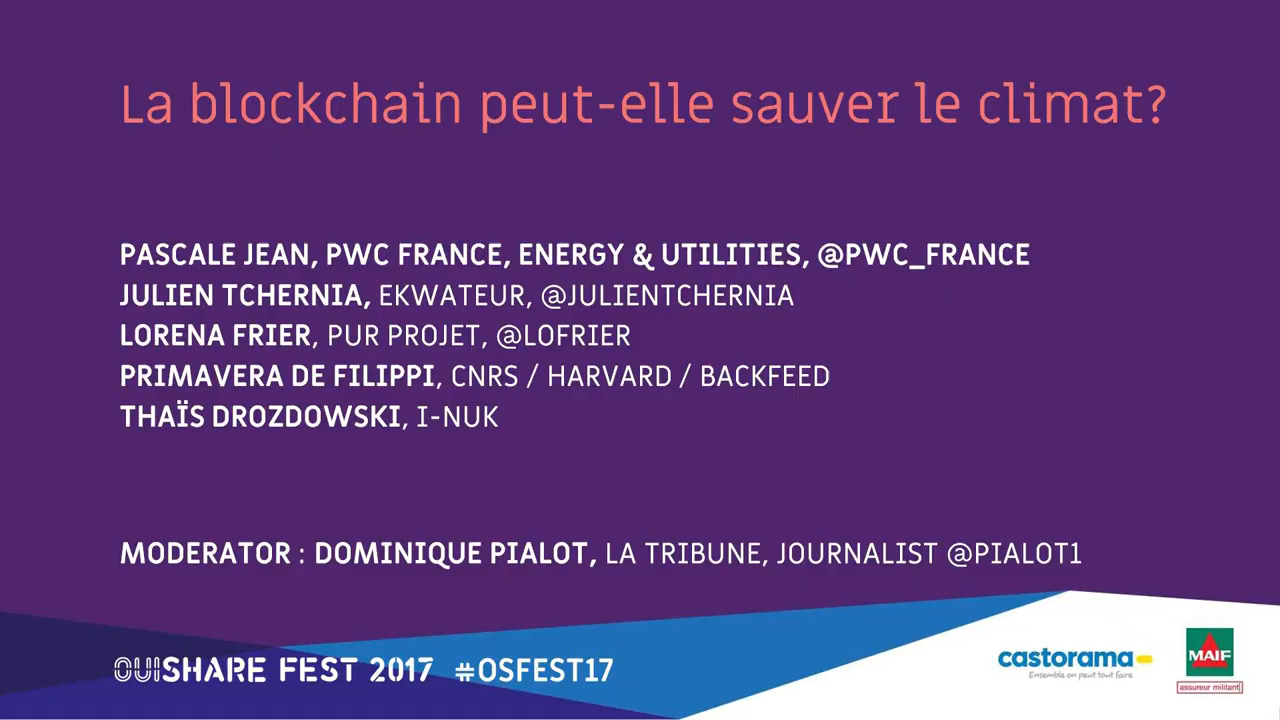 La blockchain peut-elle sauver le climat?
PASCALE JEAN, PWC FRANCE, ENERGY & UTILITIES, @PWC_FRANCE
JULIEN TCHERNIA, EKWATEUR, @JULIENTCHERNIA
LORENA FRIER, PUR PROJET, @LOFRIER
PRIMAVERA DE FILIPPI, CNRS / HARVARD / BACKFEED
THAÏS DROZDOWSKI, I-NUK
MODERATOR : DOMINIQUE PIALOT, LA TRIBUNE, JOURNALIST @PIALOT1
OUISHARE FEST 2017 #OSFEST17
castorama
Ensemble on peut tout faire
MAIF
assureur militant